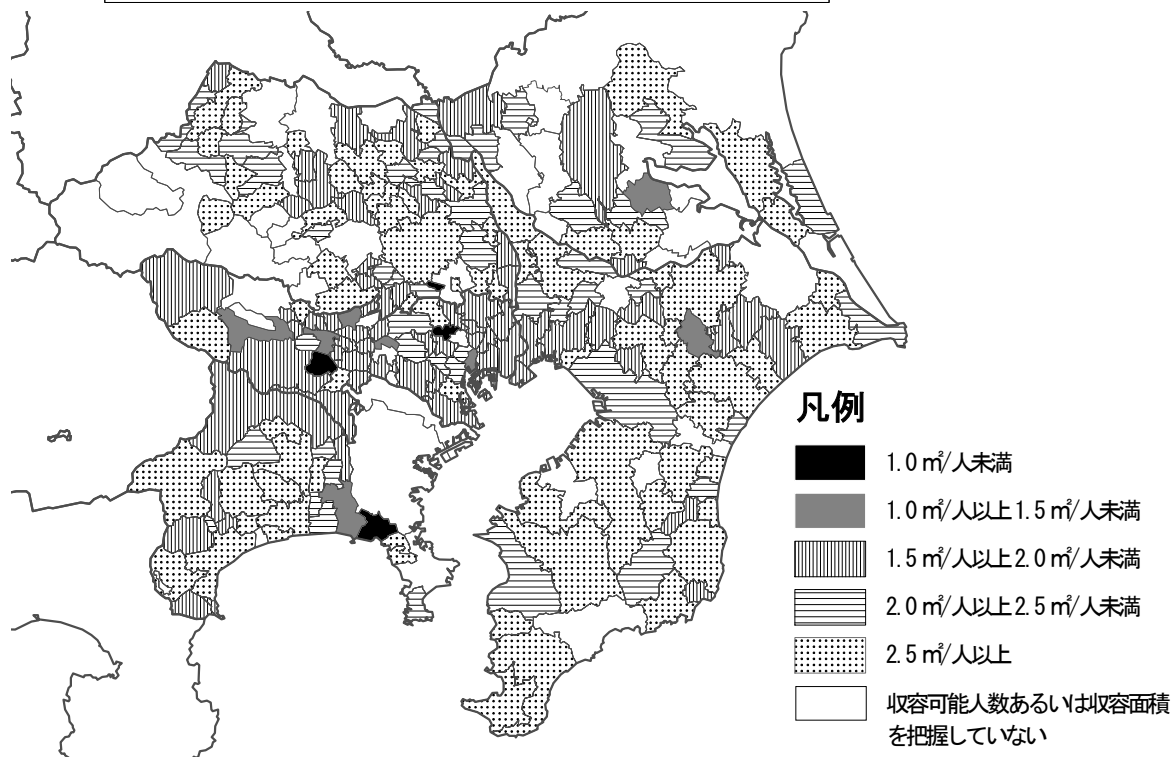 凡例
1.0㎡/人未満
1.0㎡/人以上1.5㎡/人未満
1.5㎡/人以上2.0㎡/人未満
2.0㎡/人以上2.5㎡/人未満
2.5㎡/人以上
収容可能人数あるいは収容面積
を把握していない